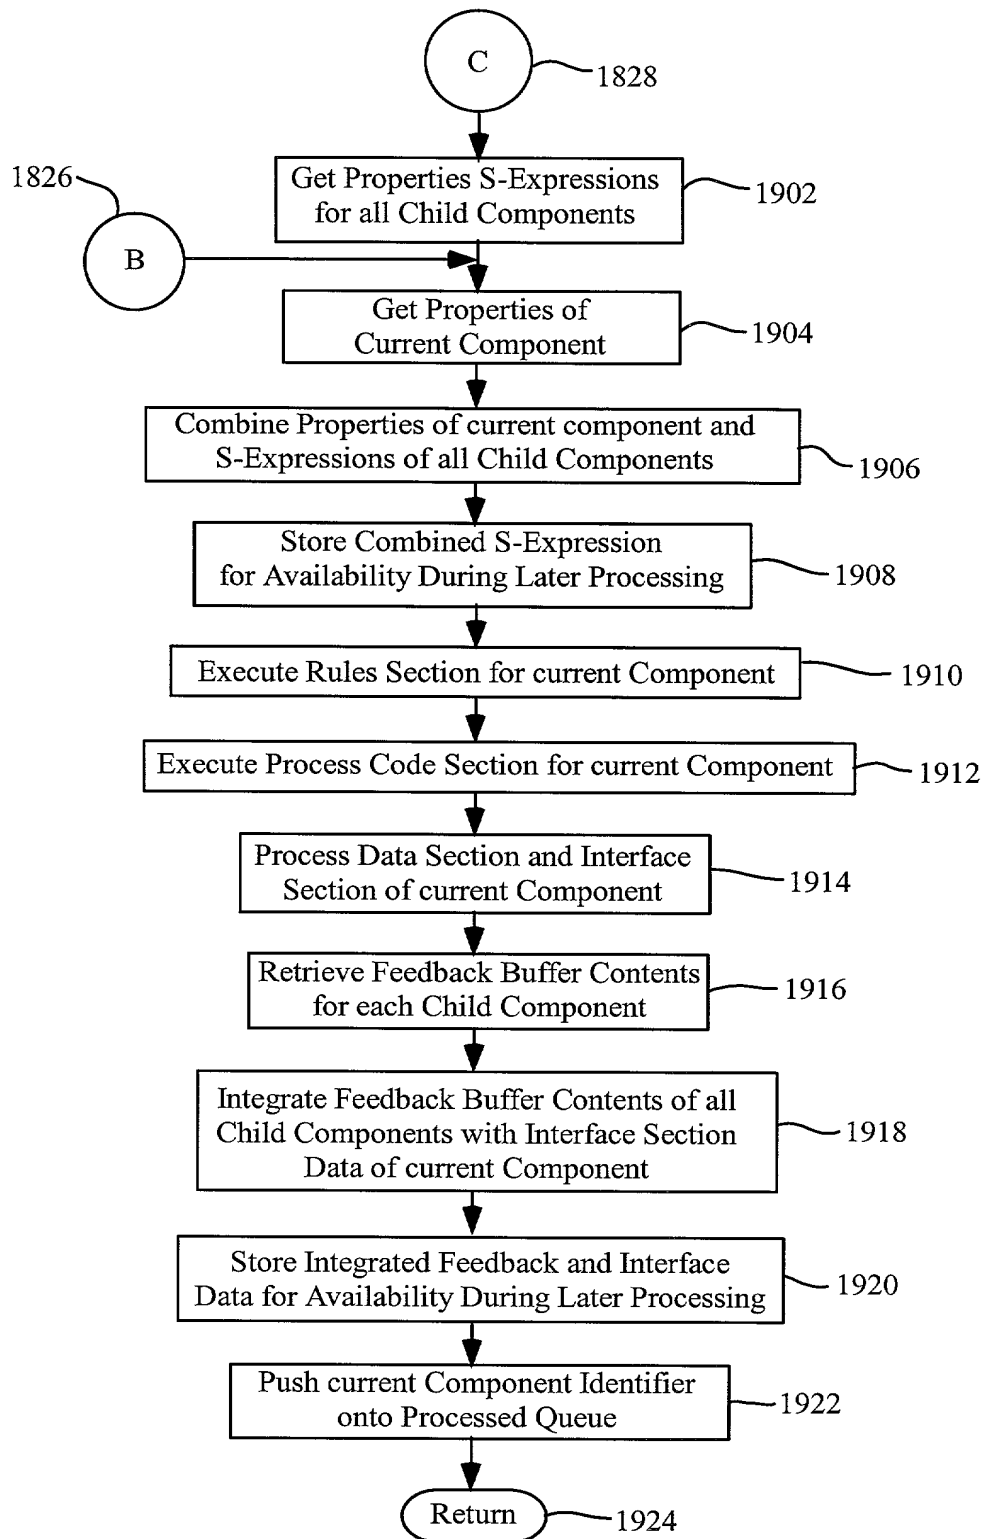 C
1828
Get Properties S-Expressions
for all Child Components
1902
1826
B
Get Properties of
Current Component
1904
Combine Properties of current component and
S-Expressions of all Child Components
1906
Store Combined S-Expression
for Availability During Later Processing
1908
Execute Rules Section for current Component
1910
Execute Process Code Section for current Component
1912
Process Data Section and Interface
Section of current Component
1914
Retrieve Feedback Buffer Contents
for each Child Component
1916
Integrate Feedback Buffer Contents of all
Child Components with Interface Section
Data of current Component
1918
Store Integrated Feedback and Interface
Data for Availability During Later Processing
1920
Push current Component Identifier
onto Processed Queue
1922
Return
1924